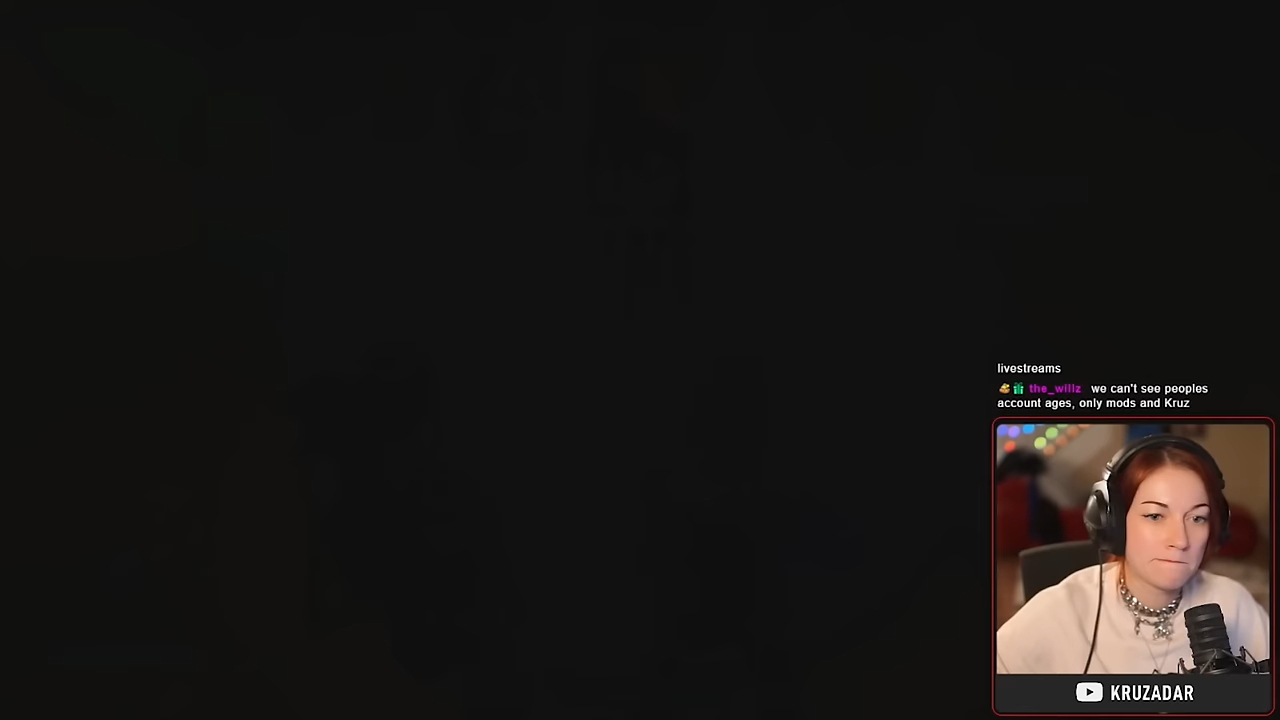 livestreams
the_willz we can't see peoples
account ages, only mods and Kruz
KRUZADAR